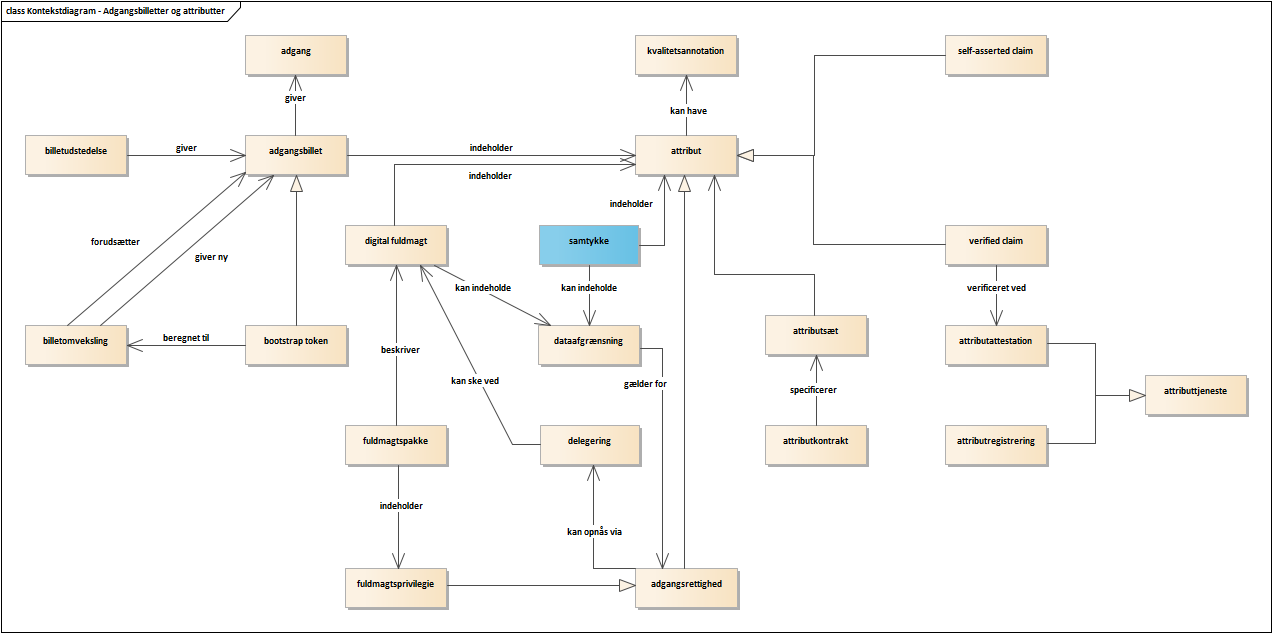 class Kontekstdiagram - Adgangsbilletter og attributter
adgang
kvalitetsannotation
self-asserted claim
giver
kan have
billetudstedelse
giver
adgangsbillet
indeholder
attribut
indeholder
indeholder
forudsætter
giver ny
digital fuldmagt
samtykke
verified claim
kan indeholde
kan indeholde
verificeret ved
billetomveksling
beregnet til
bootstrap token
beskriver
dataafgrænsning
attributsæt
attributattestation
kan ske ved
gælder for
specificerer
attributtjeneste
fuldmagtspakke
delegering
attributkontrakt
attributregistrering
indeholder
kan opnås via
fuldmagtsprivilegie
adgangsrettighed